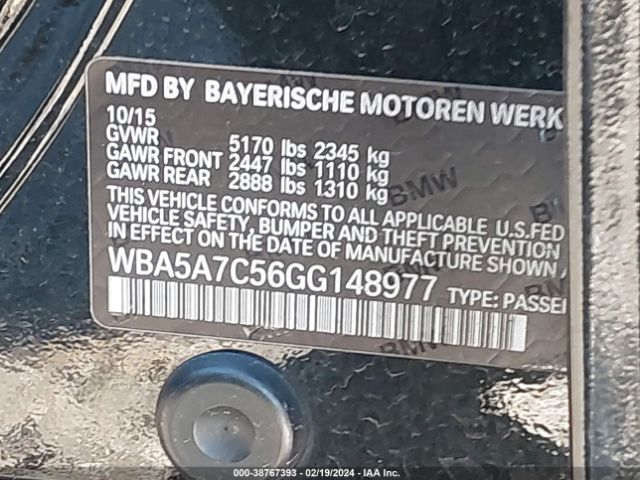 MFD BY BAYERISCHE MOTOREN WERK
10/15
GVWR 5170 lbs 2345 kg
GAWR FRONT 2447 lbs 1110 kg
GAWR REAR 2888 lbs 1310 kg
THIS VEHICLE CONFORMS TO ALL APPLICABLE U.S.FED
VEHICLE SAFETY, BUMPER AND THEFT PREVENTION
IN EFFECT ON THE DATE OF MANUFACTURE SHOWN
WBA5A7C56GG148977 TYPE: PASSE
BMW
BMW
000-38767393 - 02/19/2024 - IAA Inc.